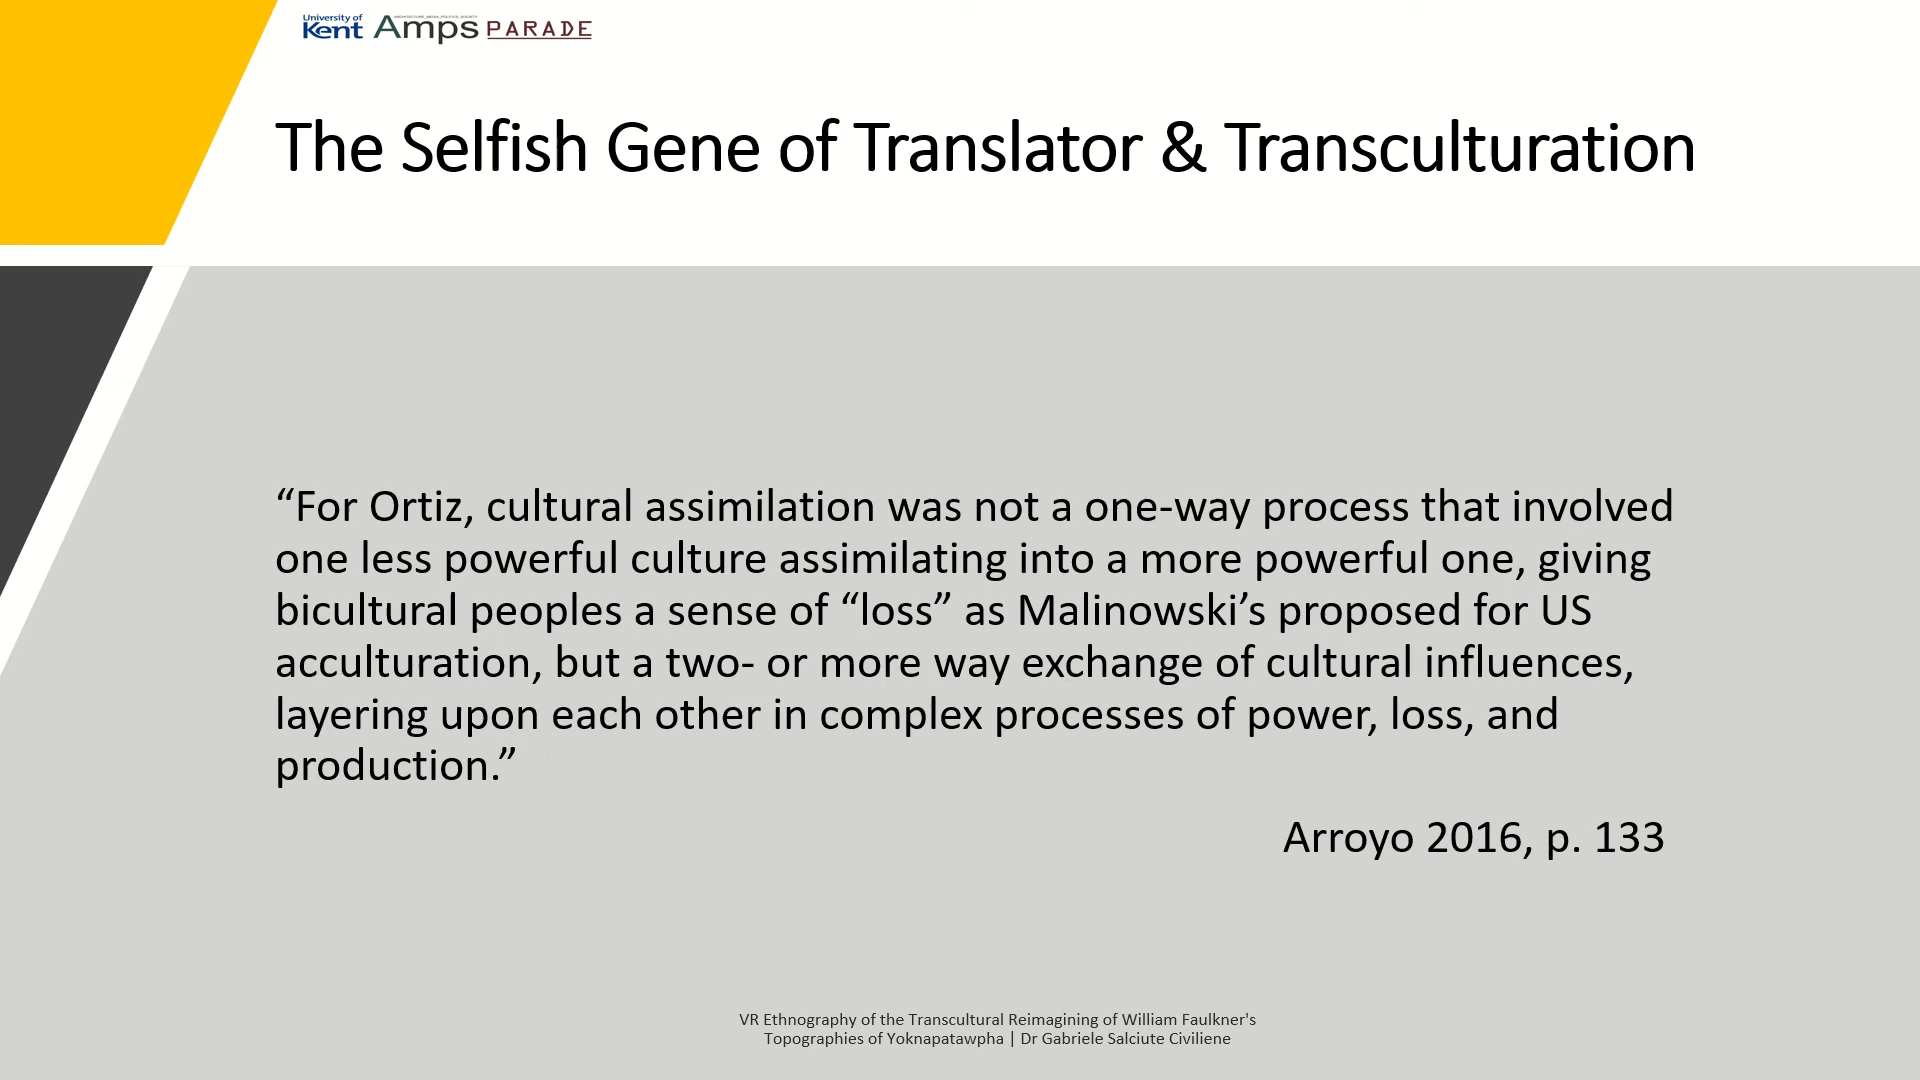 University of
Kent Amps PARADE
ARCHITECTURE_MEDIA_POLITICS_SOCIETY
The Selfish Gene of Translator & Transculturation
“For Ortiz, cultural assimilation was not a one-way process that involved
one less powerful culture assimilating into a more powerful one, giving
bicultural peoples a sense of “loss” as Malinowski’s proposed for US
acculturation, but a two- or more way exchange of cultural influences,
layering upon each other in complex processes of power, loss, and
production.”
Arroyo 2016, p. 133
VR Ethnography of the Transcultural Reimagining of William Faulkner's
Topographies of Yoknapatawpha | Dr Gabriele Salciute Civiliene